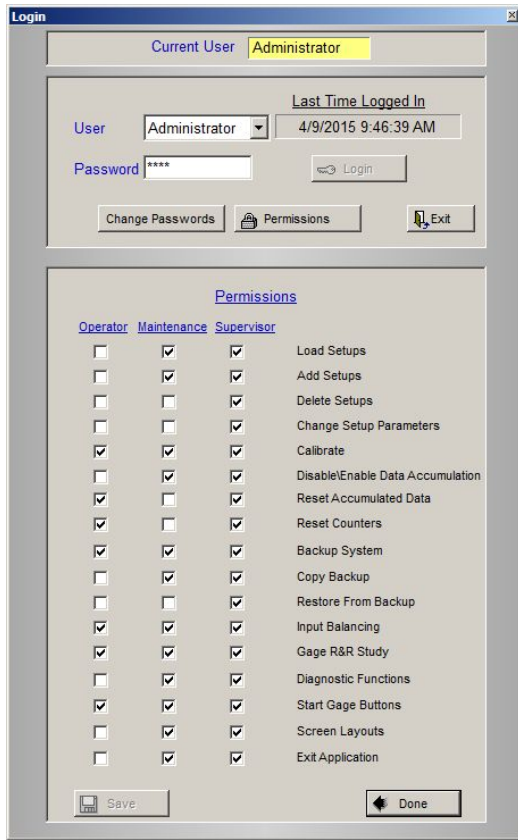 Login
Current User Administrator
Last Time Logged In
User Administrator 4/9/2015 9:46:39 AM
Password **** Login
Change Passwords Permissions Exit
Permissions
Operator Maintenance Supervisor
Load Setups
Add Setups
Delete Setups
Change Setup Parameters
Calibrate
Disable\Enable Data Accumulation
Reset Accumulated Data
Reset Counters
Backup System
Copy Backup
Restore From Backup
Input Balancing
Gage R&R Study
Diagnostic Functions
Start Gage Buttons
Screen Layouts
Exit Application
Save Done